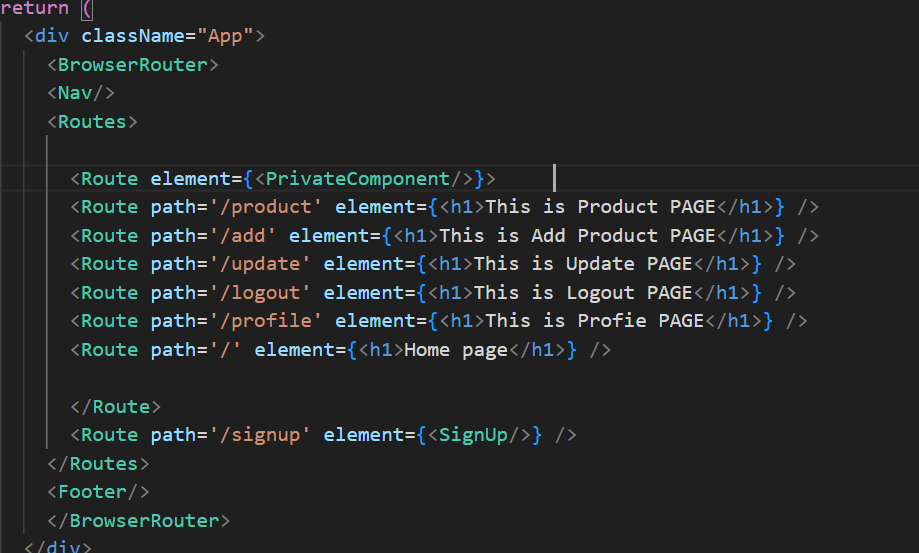 return (
<div className="App">
<BrowserRouter>
<Nav/>
<Routes>
<Route element={<PrivateComponent/>}>
<Route path='/product' element={<h1>This is Product PAGE</h1>} />
<Route path='/add' element={<h1>This is Add Product PAGE</h1>} />
<Route path='/update' element={<h1>This is Update PAGE</h1>} />
<Route path='/logout' element={<h1>This is Logout PAGE</h1>} />
<Route path='/profile' element={<h1>This is Profie PAGE</h1>} />
<Route path='/' element={<h1>Home page</h1>} />
</Route>
<Route path='/signup' element={<SignUp/>} />
</Routes>
<Footer/>
</BrowserRouter>
</div>